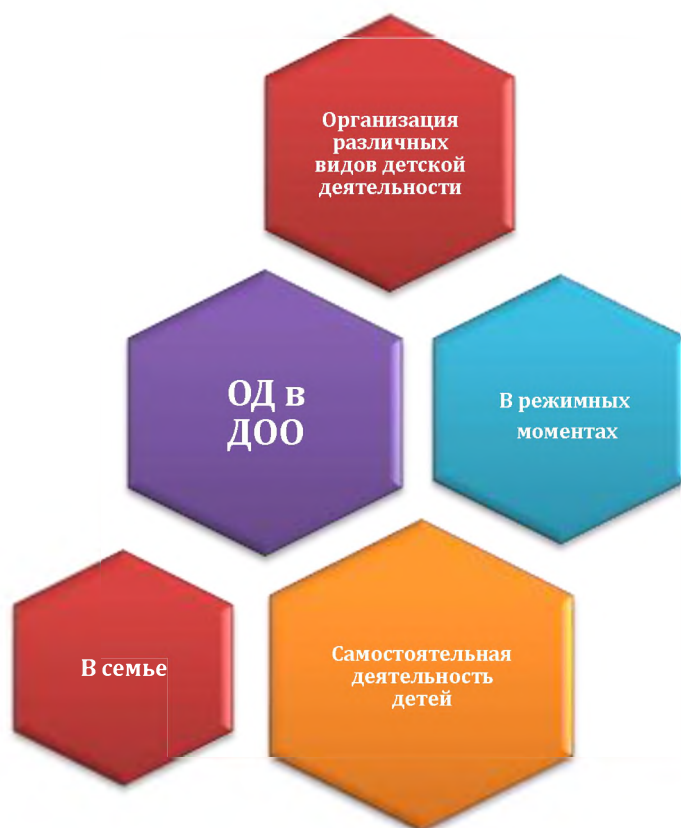 Организация
различных
видов детской
деятельности
ОД в
ДОО
В режимных
моментах
В семье
Самостоятельная
деятельность
детей